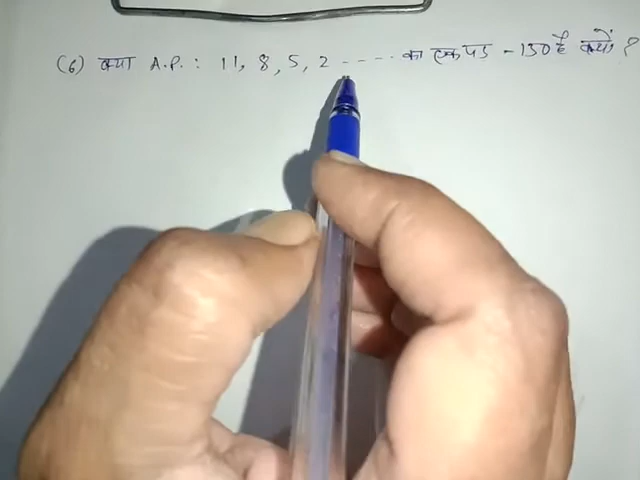 (6) क्या A.P. : 11, 8, 5, 2 ---- का एक पद -150 है क्यों ?